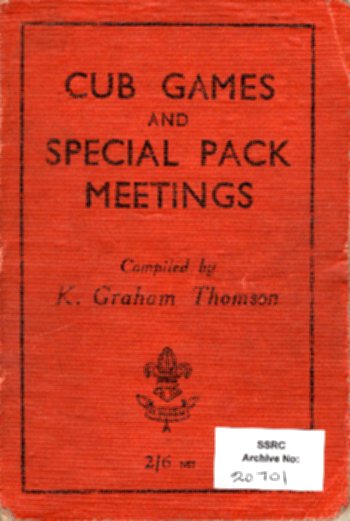 CUB GAMES
AND
SPECIAL PACK
MEETINGS
Compiled by
K. Graham Thomson
2/6 NET
SSRC
Archive No:
20701